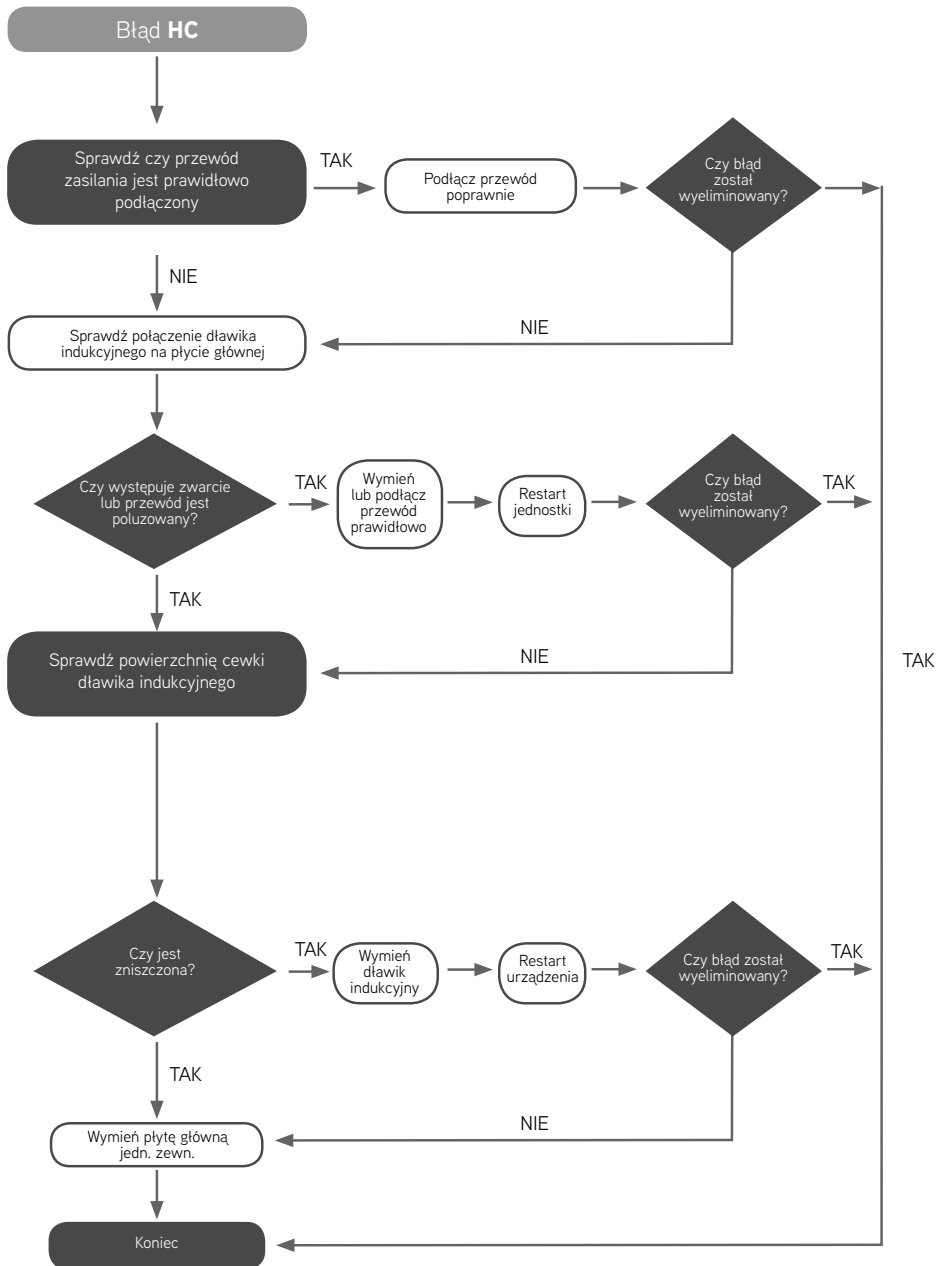 Błąd HC
Sprawdź czy przewód
zasilania jest prawidłowo
podłączony
TAK
Podłącz przewód
poprawnie
Czy błąd
został
wyeliminowany?
NIE
NIE
Sprawdź połączenie dławika
indukcyjnego na płycie głównej
Czy występuje zwarcie
lub przewód jest
poluzowany?
TAK
Wymień
lub podłącz
przewód
prawidłowo
Restart
jednostki
Czy błąd
został
wyeliminowany?
TAK
TAK
NIE
Sprawdź powierzchnię cewki
dławika indukcyjnego
TAK
Czy jest
zniszczona?
TAK
Wymień
dławik
indukcyjny
Restart
urządzenia
Czy błąd został
wyeliminowany?
TAK
TAK
NIE
Wymień płytę główną
jedn. zewn.
Koniec